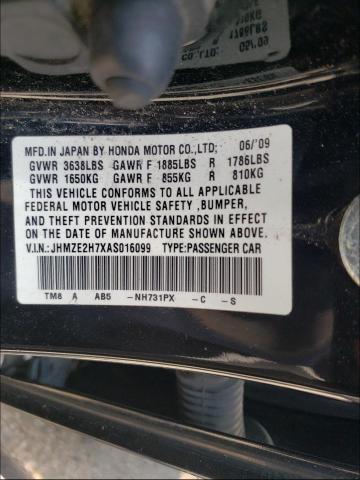 MFD.IN JAPAN BY HONDA MOTOR CO.,LTD. 06/'09
GVWR 3638LBS GAWR F 1885LBS R 1786LBS
GVWR 1650KG GAWR F 855KG R 810KG
THIS VEHICLE CONFORMS TO ALL APPLICABLE
FEDERAL MOTOR VEHICLE SAFETY ,BUMPER,
AND THEFT PREVENTION STANDARDS IN EFFECT
ON THE DATE OF MANUFACTURE SHOWN ABOVE.
V.I.N.: JHMZE2H7XAS016099 TYPE:PASSENGER CAR
TM8 A AB5 -NH731PX -C -S